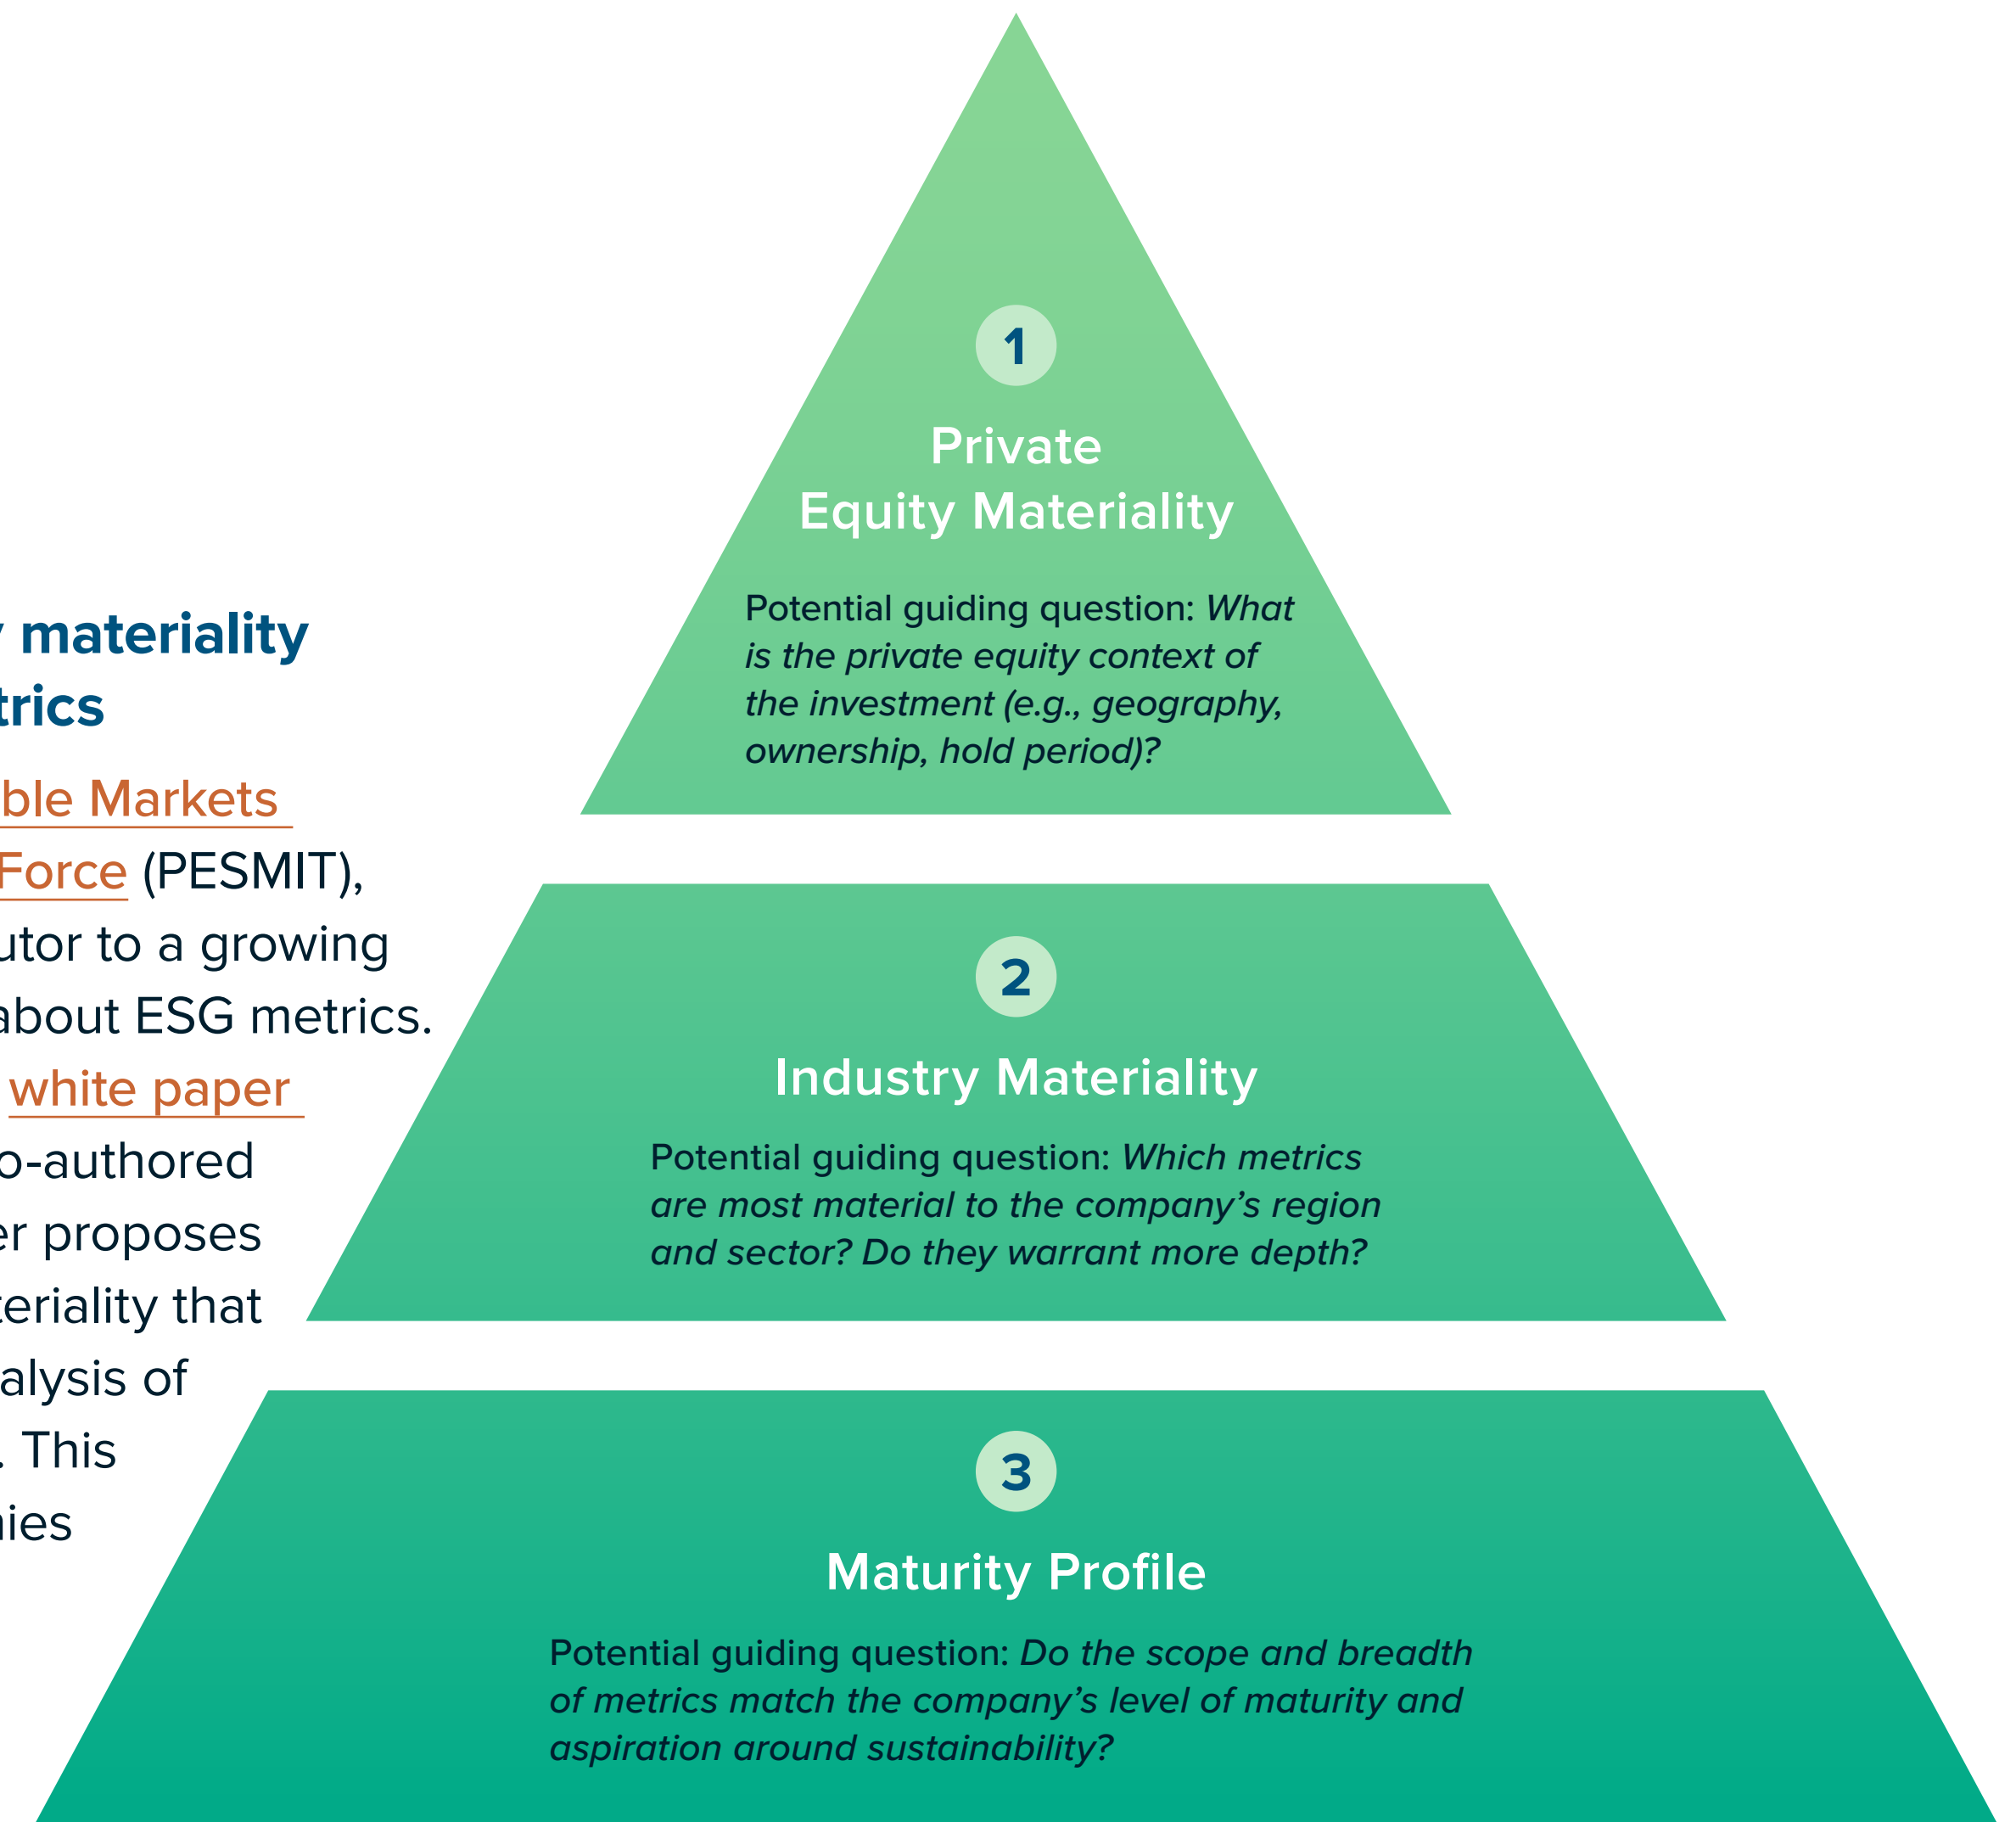 materiality
trics
ble Markets
Force (PESMIT),
utor to a growing
about ESG metrics.
white paper
o-authored
er proposes
teriality that
alysis of
. This
nies
1
Private
Equity Materiality
Potential guiding question: What
is the private equity context of
the investment (e.g., geography,
ownership, hold period)?
2
Industry Materiality
Potential guiding question: Which metrics
are most material to the company’s region
and sector? Do they warrant more depth?
3
Maturity Profile
Potential guiding question: Do the scope and breadth
of metrics match the company’s level of maturity and
aspiration around sustainability?